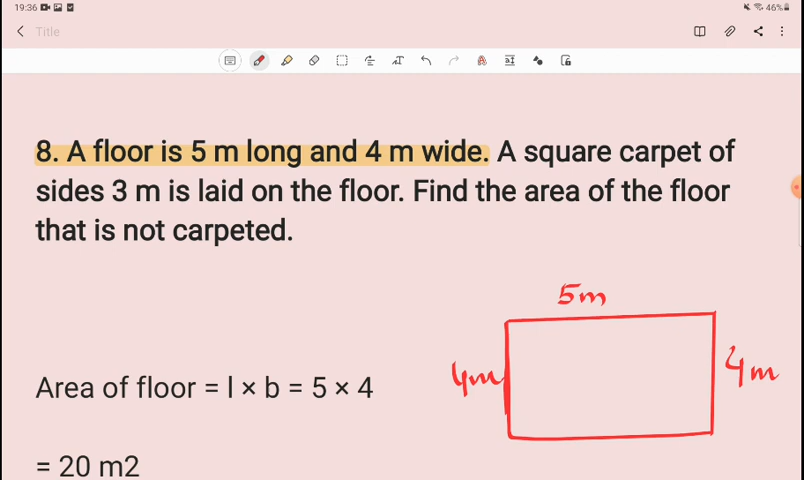 19:36 46%
Title
8. A floor is 5 m long and 4 m wide. A square carpet of
sides 3 m is laid on the floor. Find the area of the floor
that is not carpeted.
5m
4m
4m
Area of floor = l × b = 5 × 4
= 20 m2